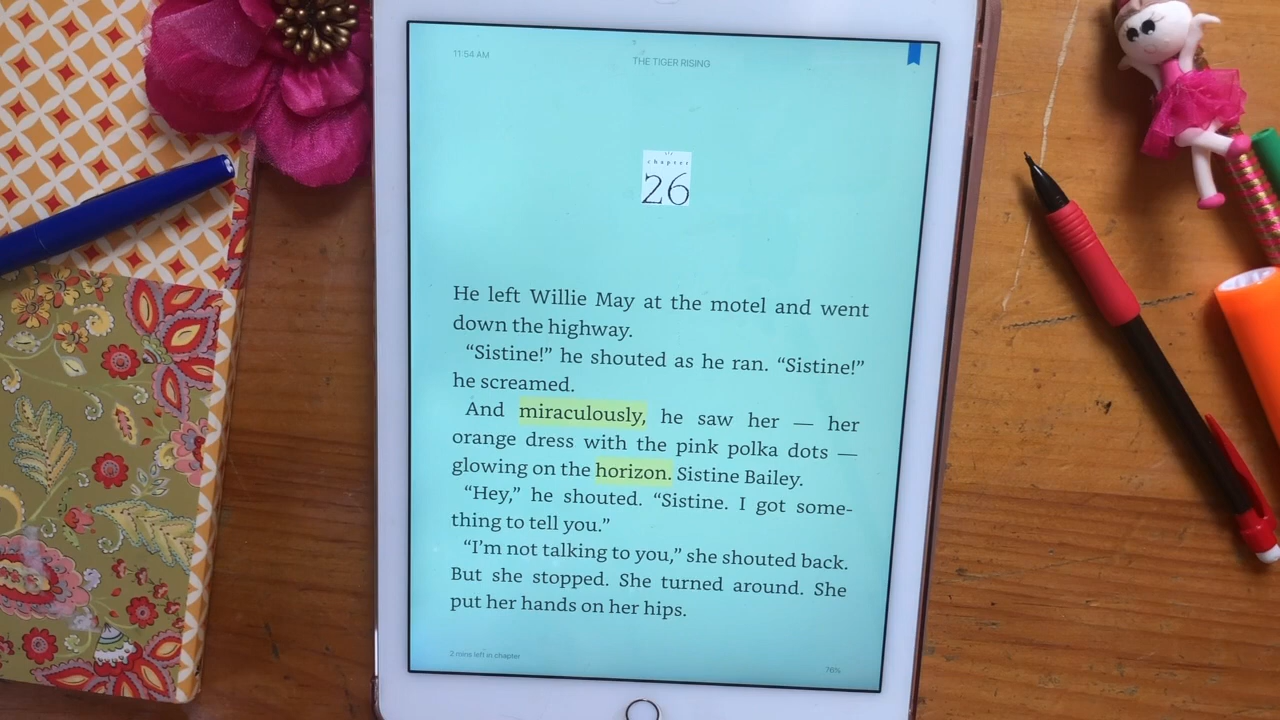 11:54 AM
THE TIGER RISING
chapter
26
He left Willie May at the motel and went
down the highway.
“Sistine!” he shouted as he ran. “Sistine!”
he screamed.
And miraculously, he saw her — her
orange dress with the pink polka dots —
glowing on the horizon. Sistine Bailey.
“Hey,” he shouted. “Sistine. I got some-
thing to tell you.”
“I’m not talking to you,” she shouted back.
But she stopped. She turned around. She
put her hands on her hips.
2 mins left in chapter
76%